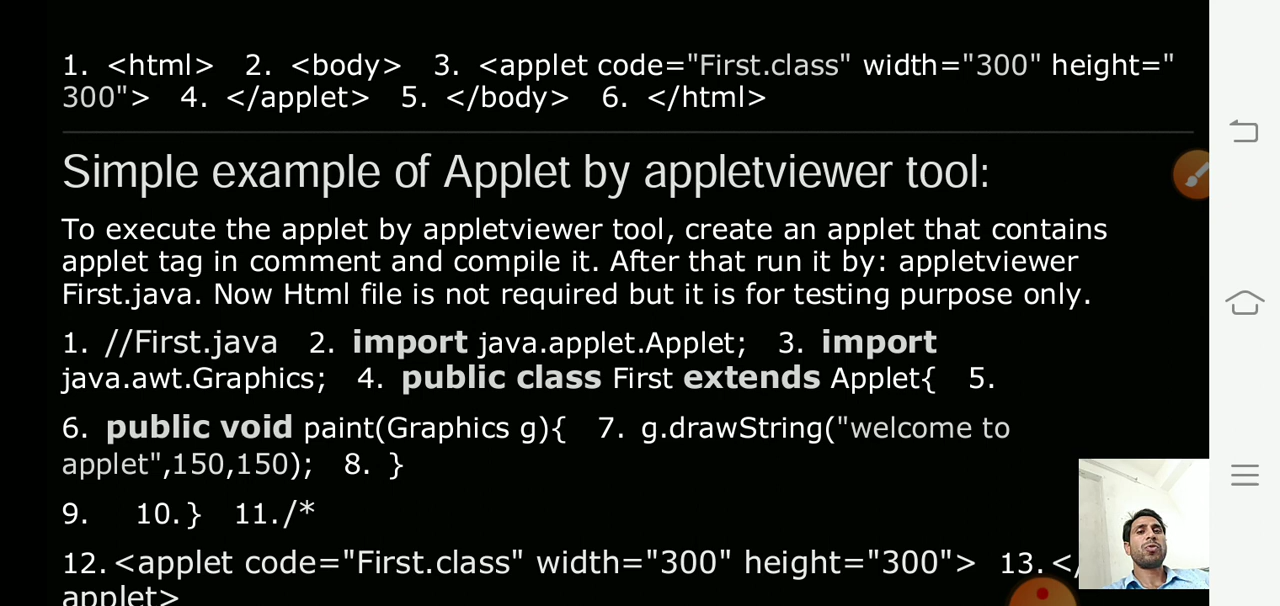 1. <html> 2. <body> 3. <applet code="First.class" width="300" height="
300"> 4. </applet> 5. </body> 6. </html>
Simple example of Applet by appletviewer tool:
To execute the applet by appletviewer tool, create an applet that contains
applet tag in comment and compile it. After that run it by: appletviewer
First.java. Now Html file is not required but it is for testing purpose only.
1. //First.java 2. import java.applet.Applet; 3. import
java.awt.Graphics; 4. public class First extends Applet{ 5.
6. public void paint(Graphics g){ 7. g.drawString("welcome to
applet",150,150); 8. }
9. 10. } 11. /*
12. <applet code="First.class" width="300" height="300"> 13. </
applet>